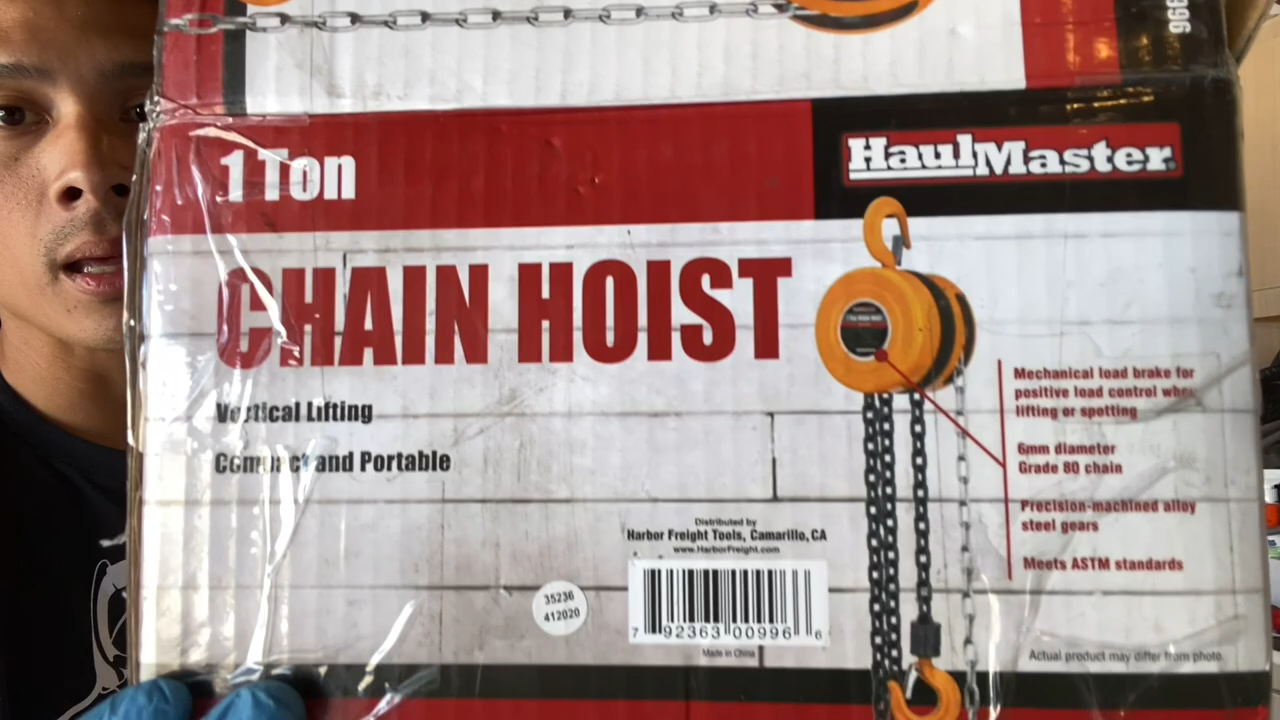 996
1 Ton
HaulMaster
CHAIN HOIST
Vertical Lifting
Compact and Portable
Mechanical load brake for
positive load control when
lifting or spotting
6mm diameter
Grade 80 chain
Precision-machined alloy
steel gears
Meets ASTM standards
Distributed by
Harbor Freight Tools, Camarillo, CA
www.HarborFreight.com
35236
412020
7 92363 00996 6
Made in China
Actual product may differ from photo.